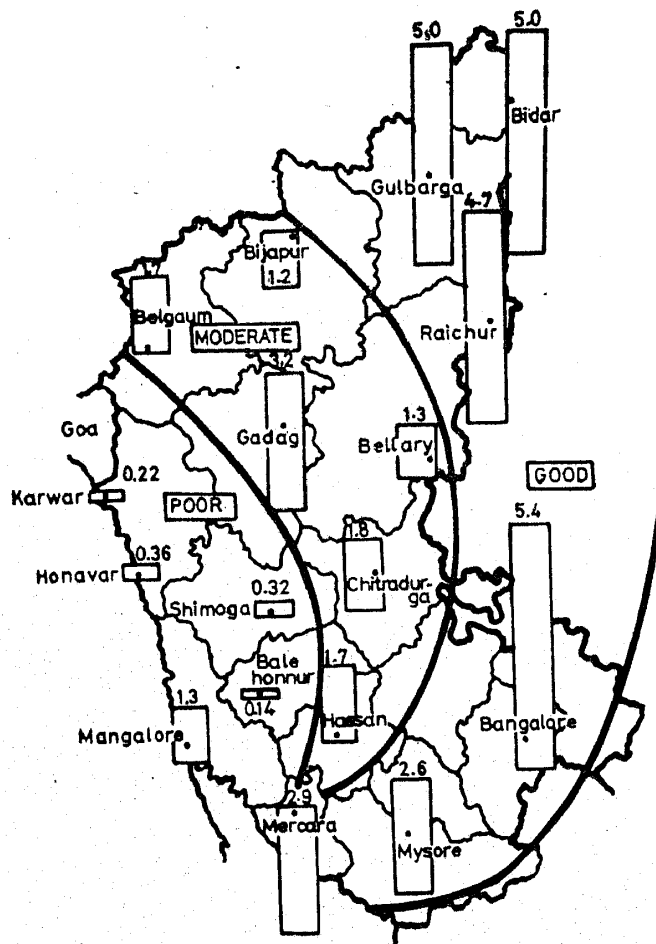 5.0
5.0
Bidar
Gulbarga
4.7
Bijapur
1.2
Belgaum
MODERATE
Raichur
3.2
Goa
Gadag
1.3
Bellary
GOOD
0.22
Karwar
POOR
5.4
1.8
0.36
Honavar
Chitradur-
ga
0.32
Shimoga
Bale
honnur
1.7
0.14
1.3
Hassan
Mangalore
Bangalore
2.9
2.6
Mercara
Mysore